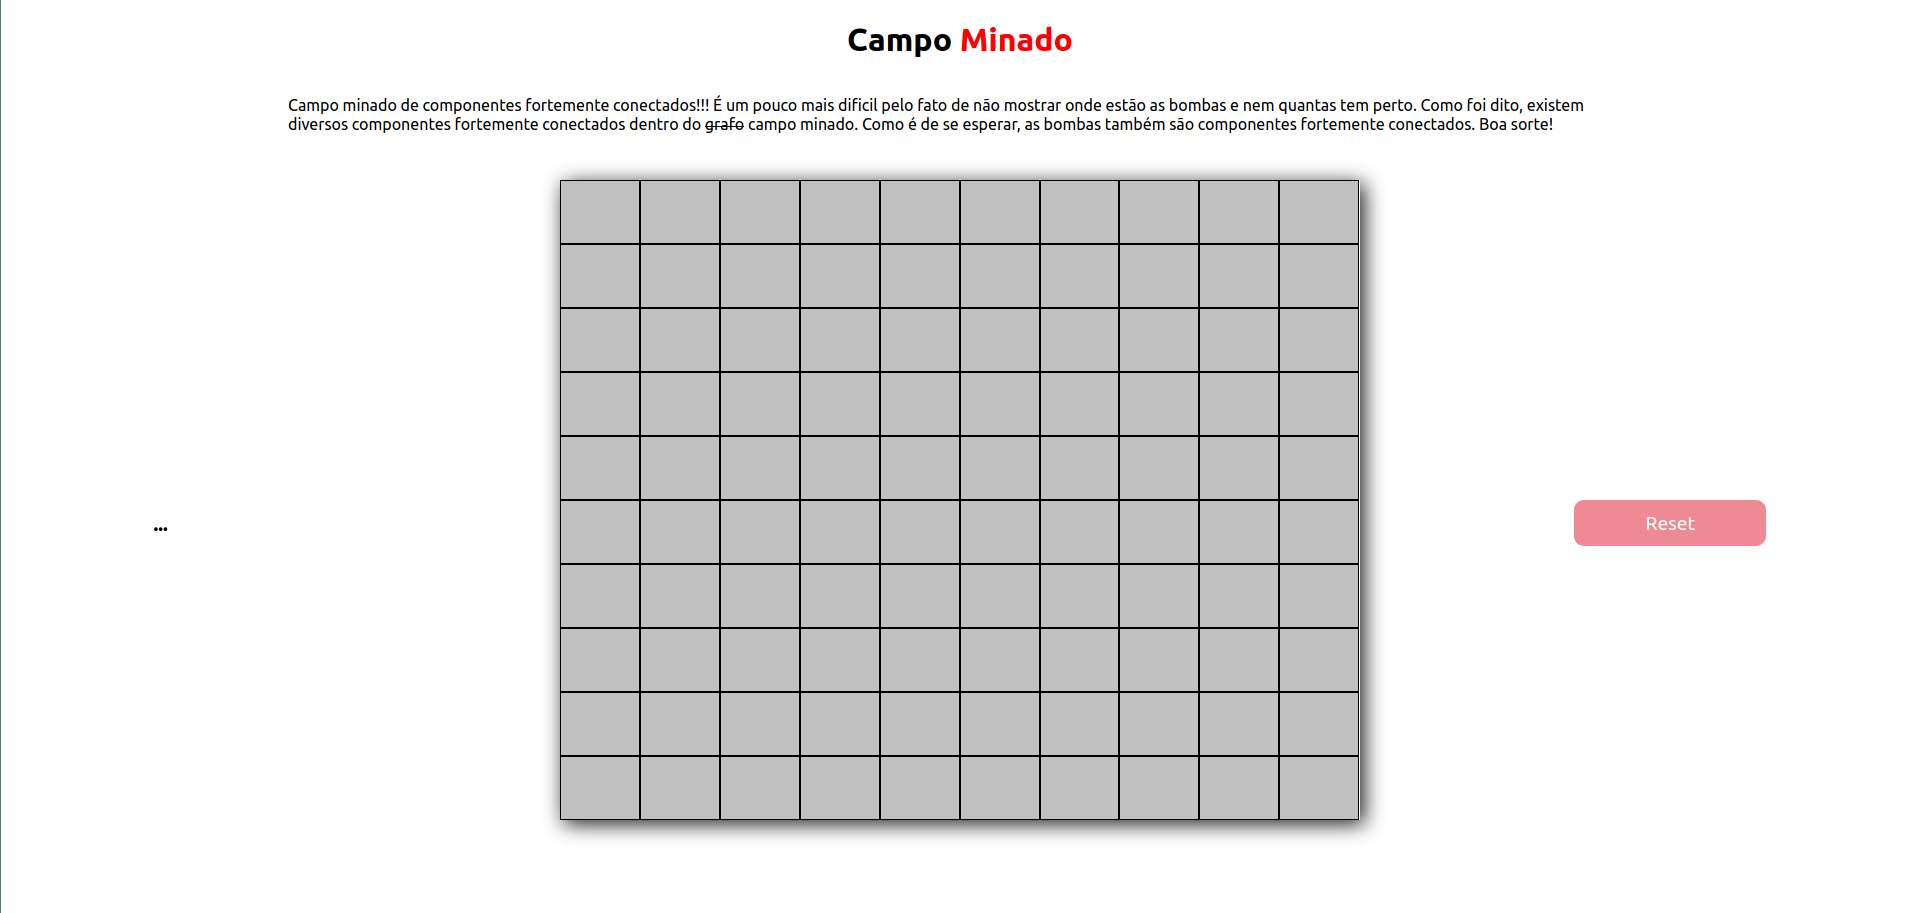 Campo Minado
Campo minado de componentes fortemente conectados!!! É um pouco mais dificil pelo fato de não mostrar onde estão as bombas e nem quantas tem perto. Como foi dito, existem
diversos componentes fortemente conectados dentro do grafo campo minado. Como é de se esperar, as bombas também são componentes fortemente conectados. Boa sorte!
...
Reset